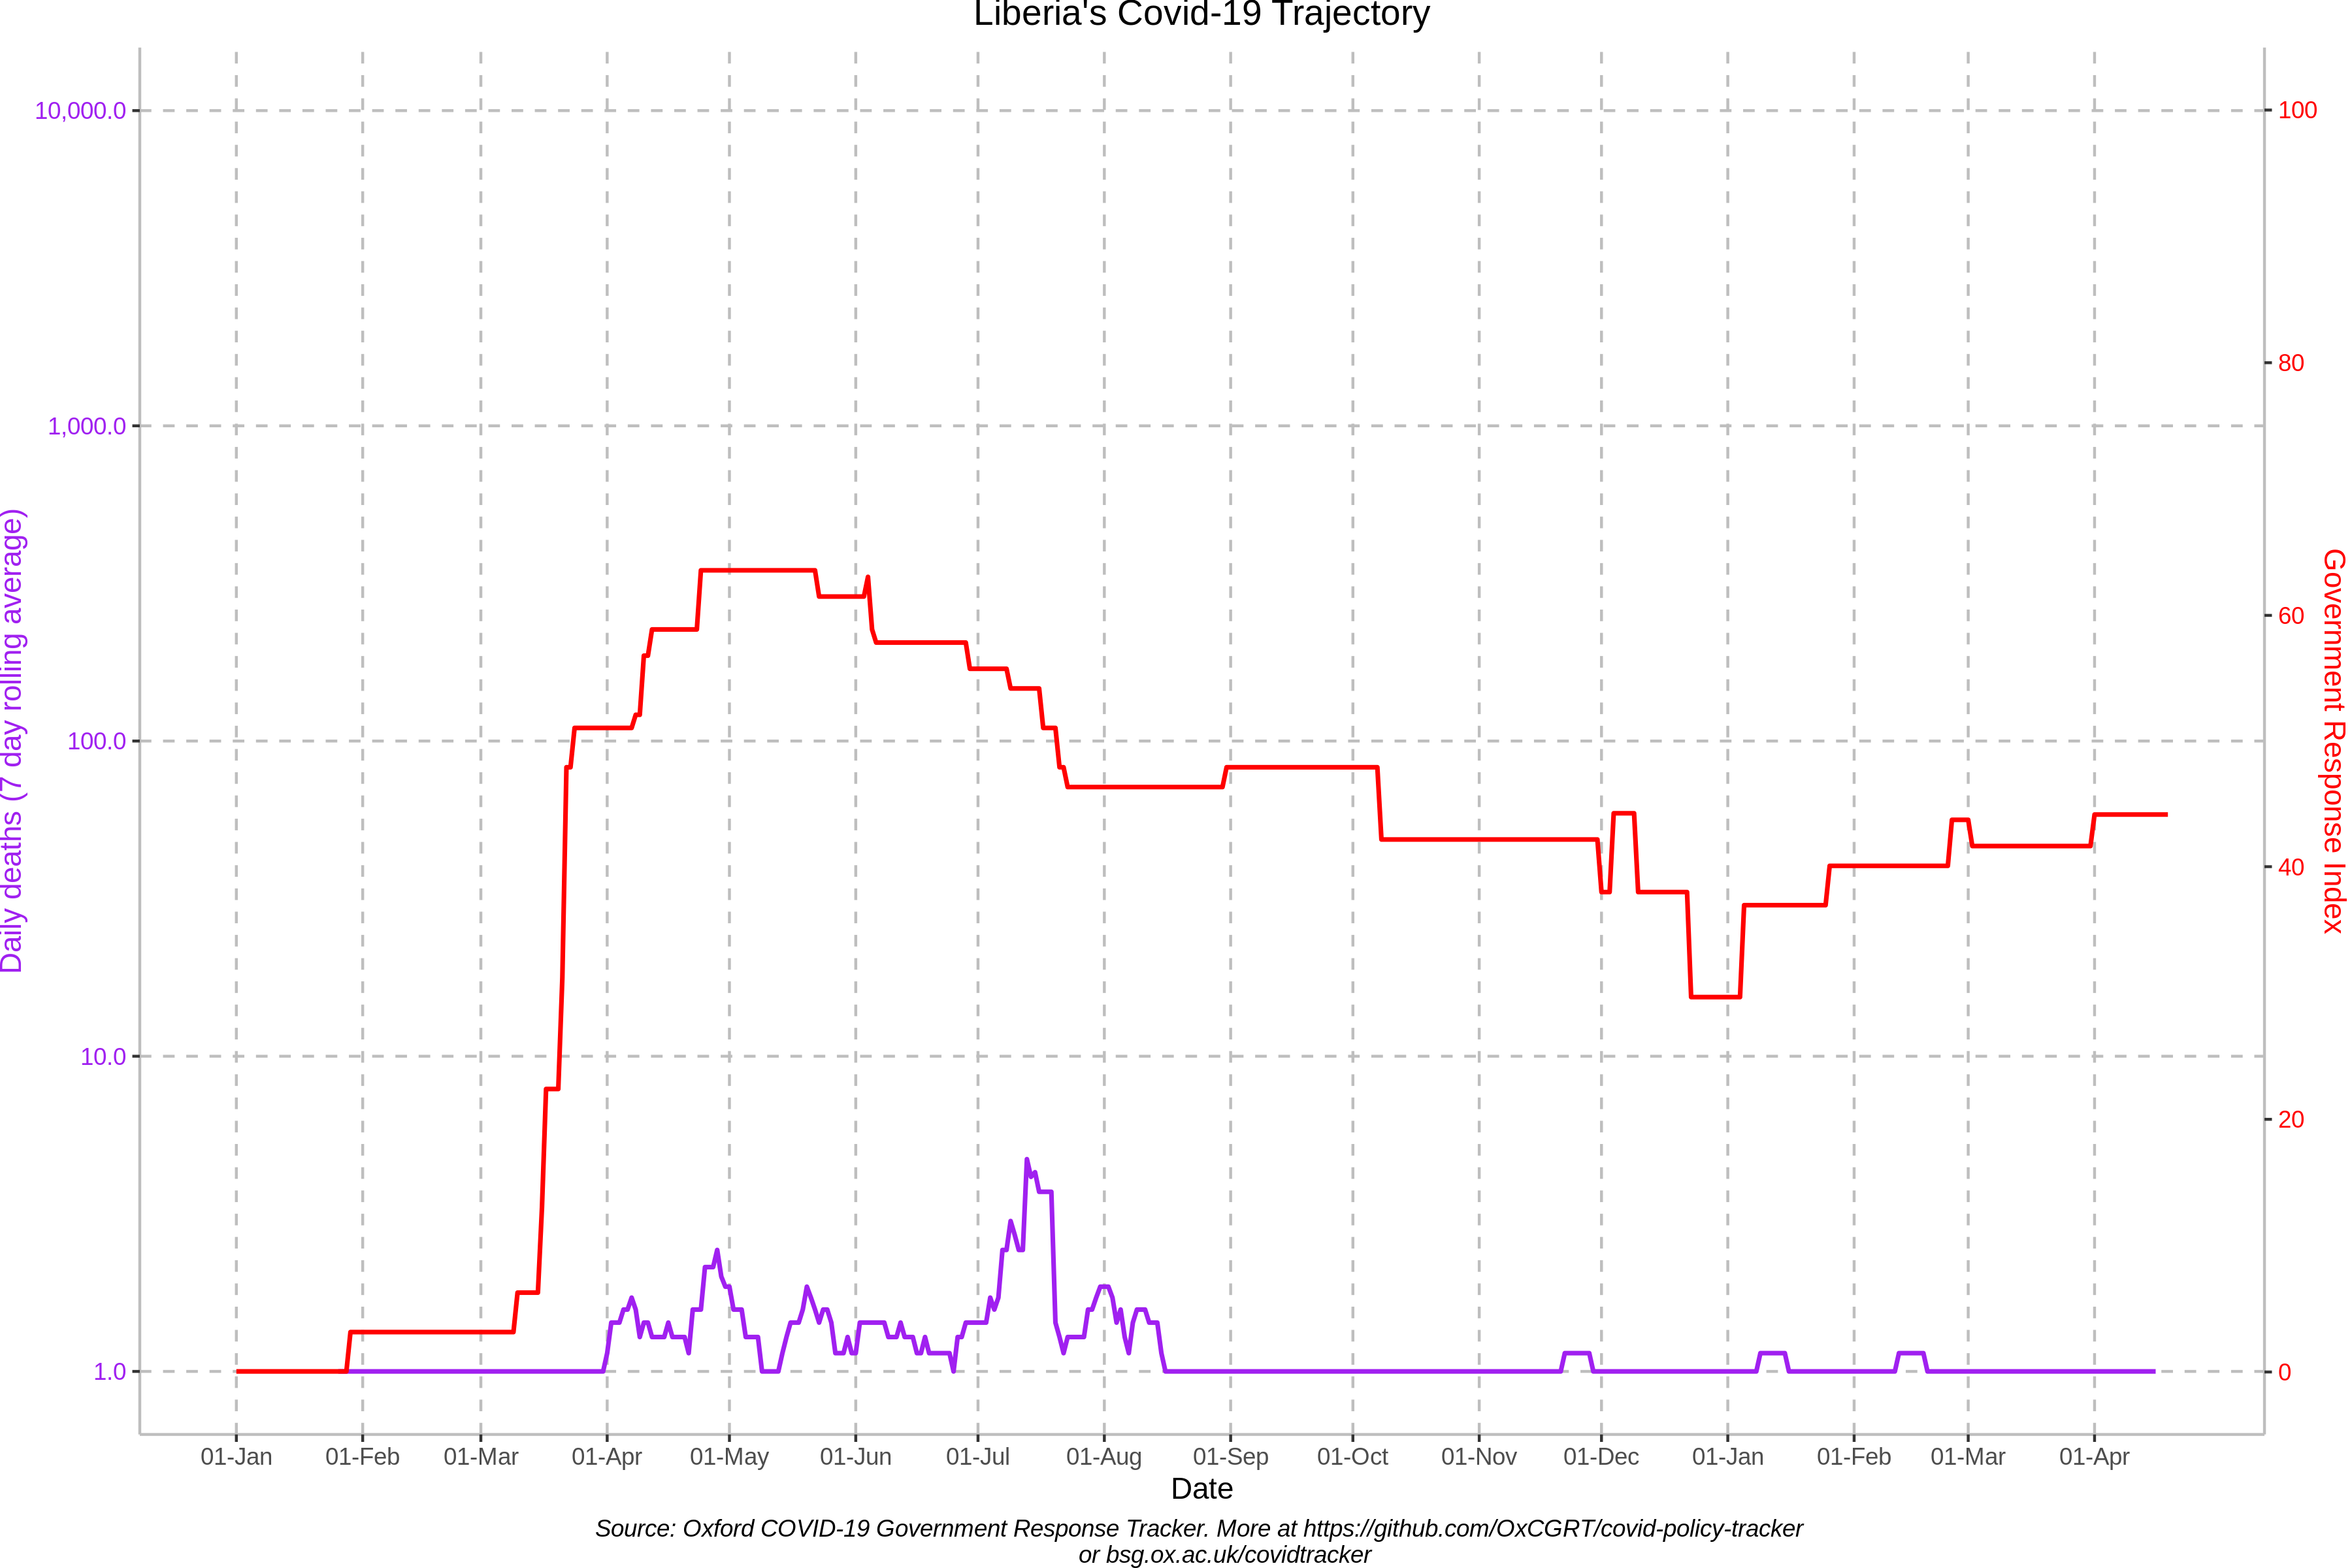 Liberia's Covid-19 Trajectory
10,000.0
1,000.0
100.0
10.0
1.0
Daily deaths (7 day rolling average)
100
80
60
40
20
0
Government Response Index
01-Jan 01-Feb 01-Mar 01-Apr 01-May 01-Jun 01-Jul 01-Aug 01-Sep 01-Oct 01-Nov 01-Dec 01-Jan 01-Feb 01-Mar 01-Apr
Date
Source: Oxford COVID-19 Government Response Tracker. More at https://github.com/OxCGRT/covid-policy-tracker
or bsg.ox.ac.uk/covidtracker